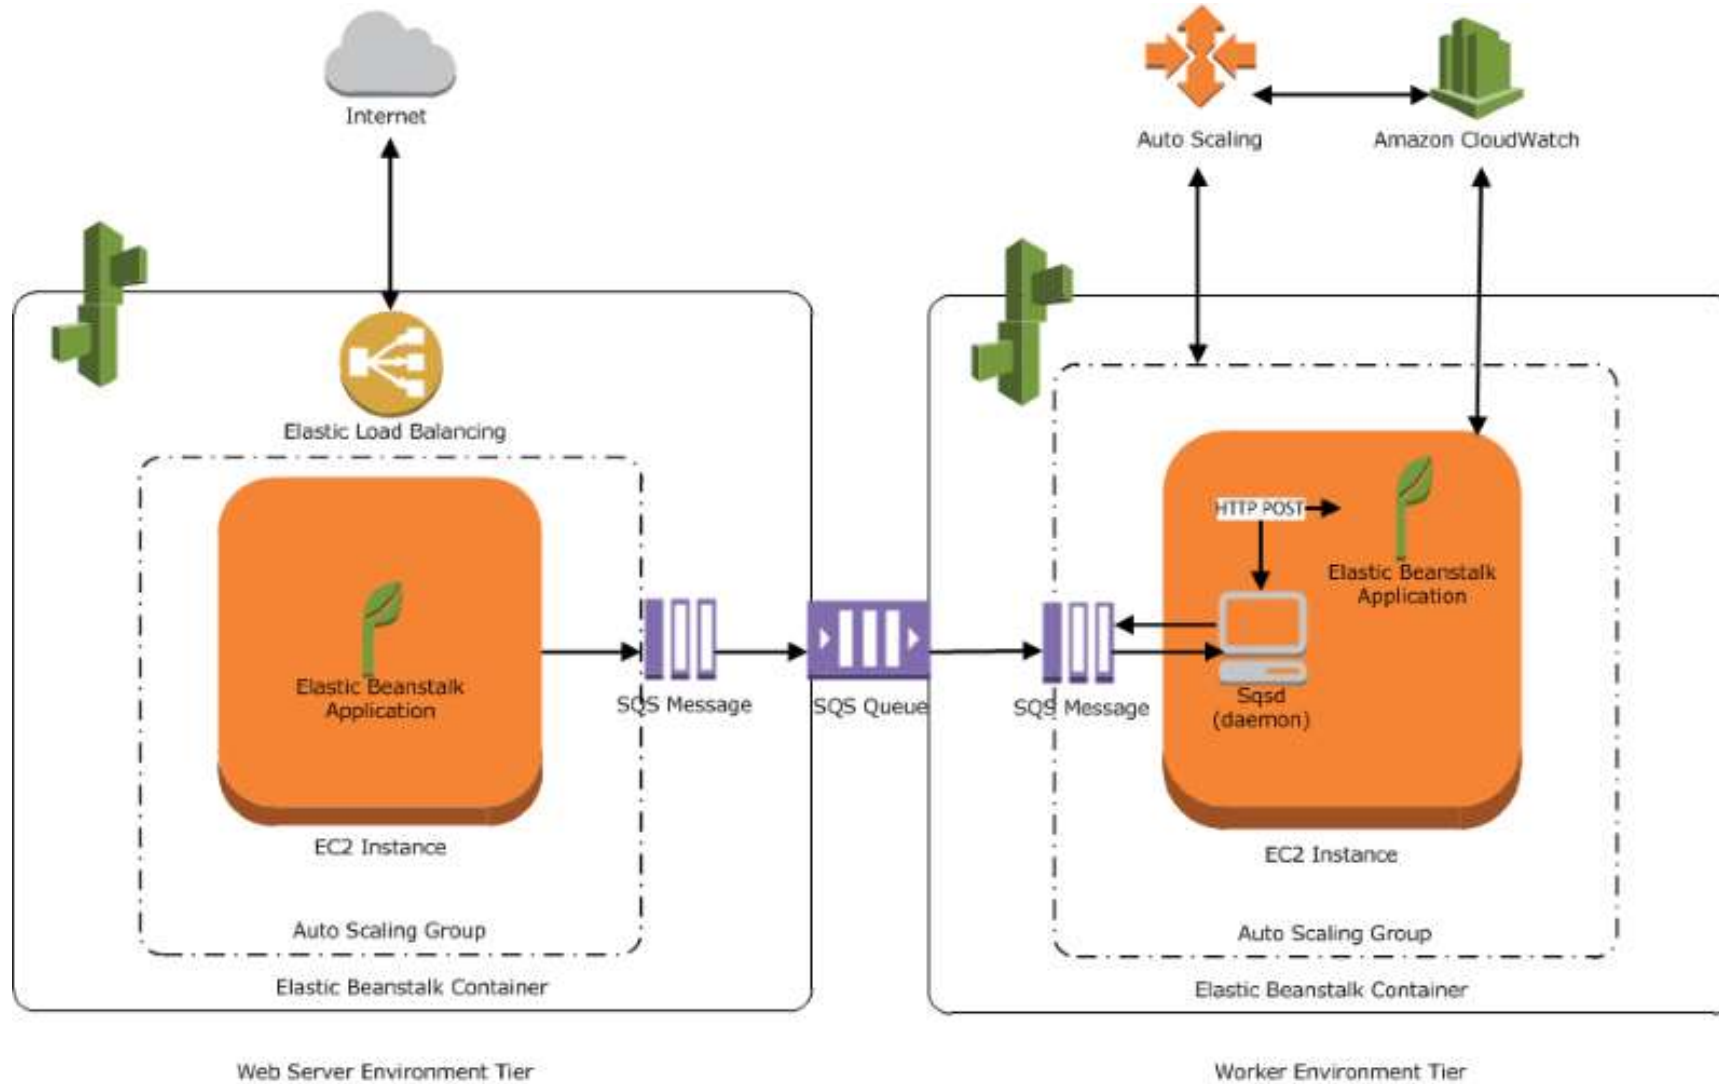 Internet
Auto Scaling
Amazon CloudWatch
Elastic Load Balancing
HTTP POST
Elastic Beanstalk
Application
Elastic Beanstalk
Application
SQS Message
SQS Queue
SQS Message
Sqsd
(daemon)
EC2 Instance
EC2 Instance
Auto Scaling Group
Auto Scaling Group
Elastic Beanstalk Container
Elastic Beanstalk Container
Web Server Environment Tier
Worker Environment Tier